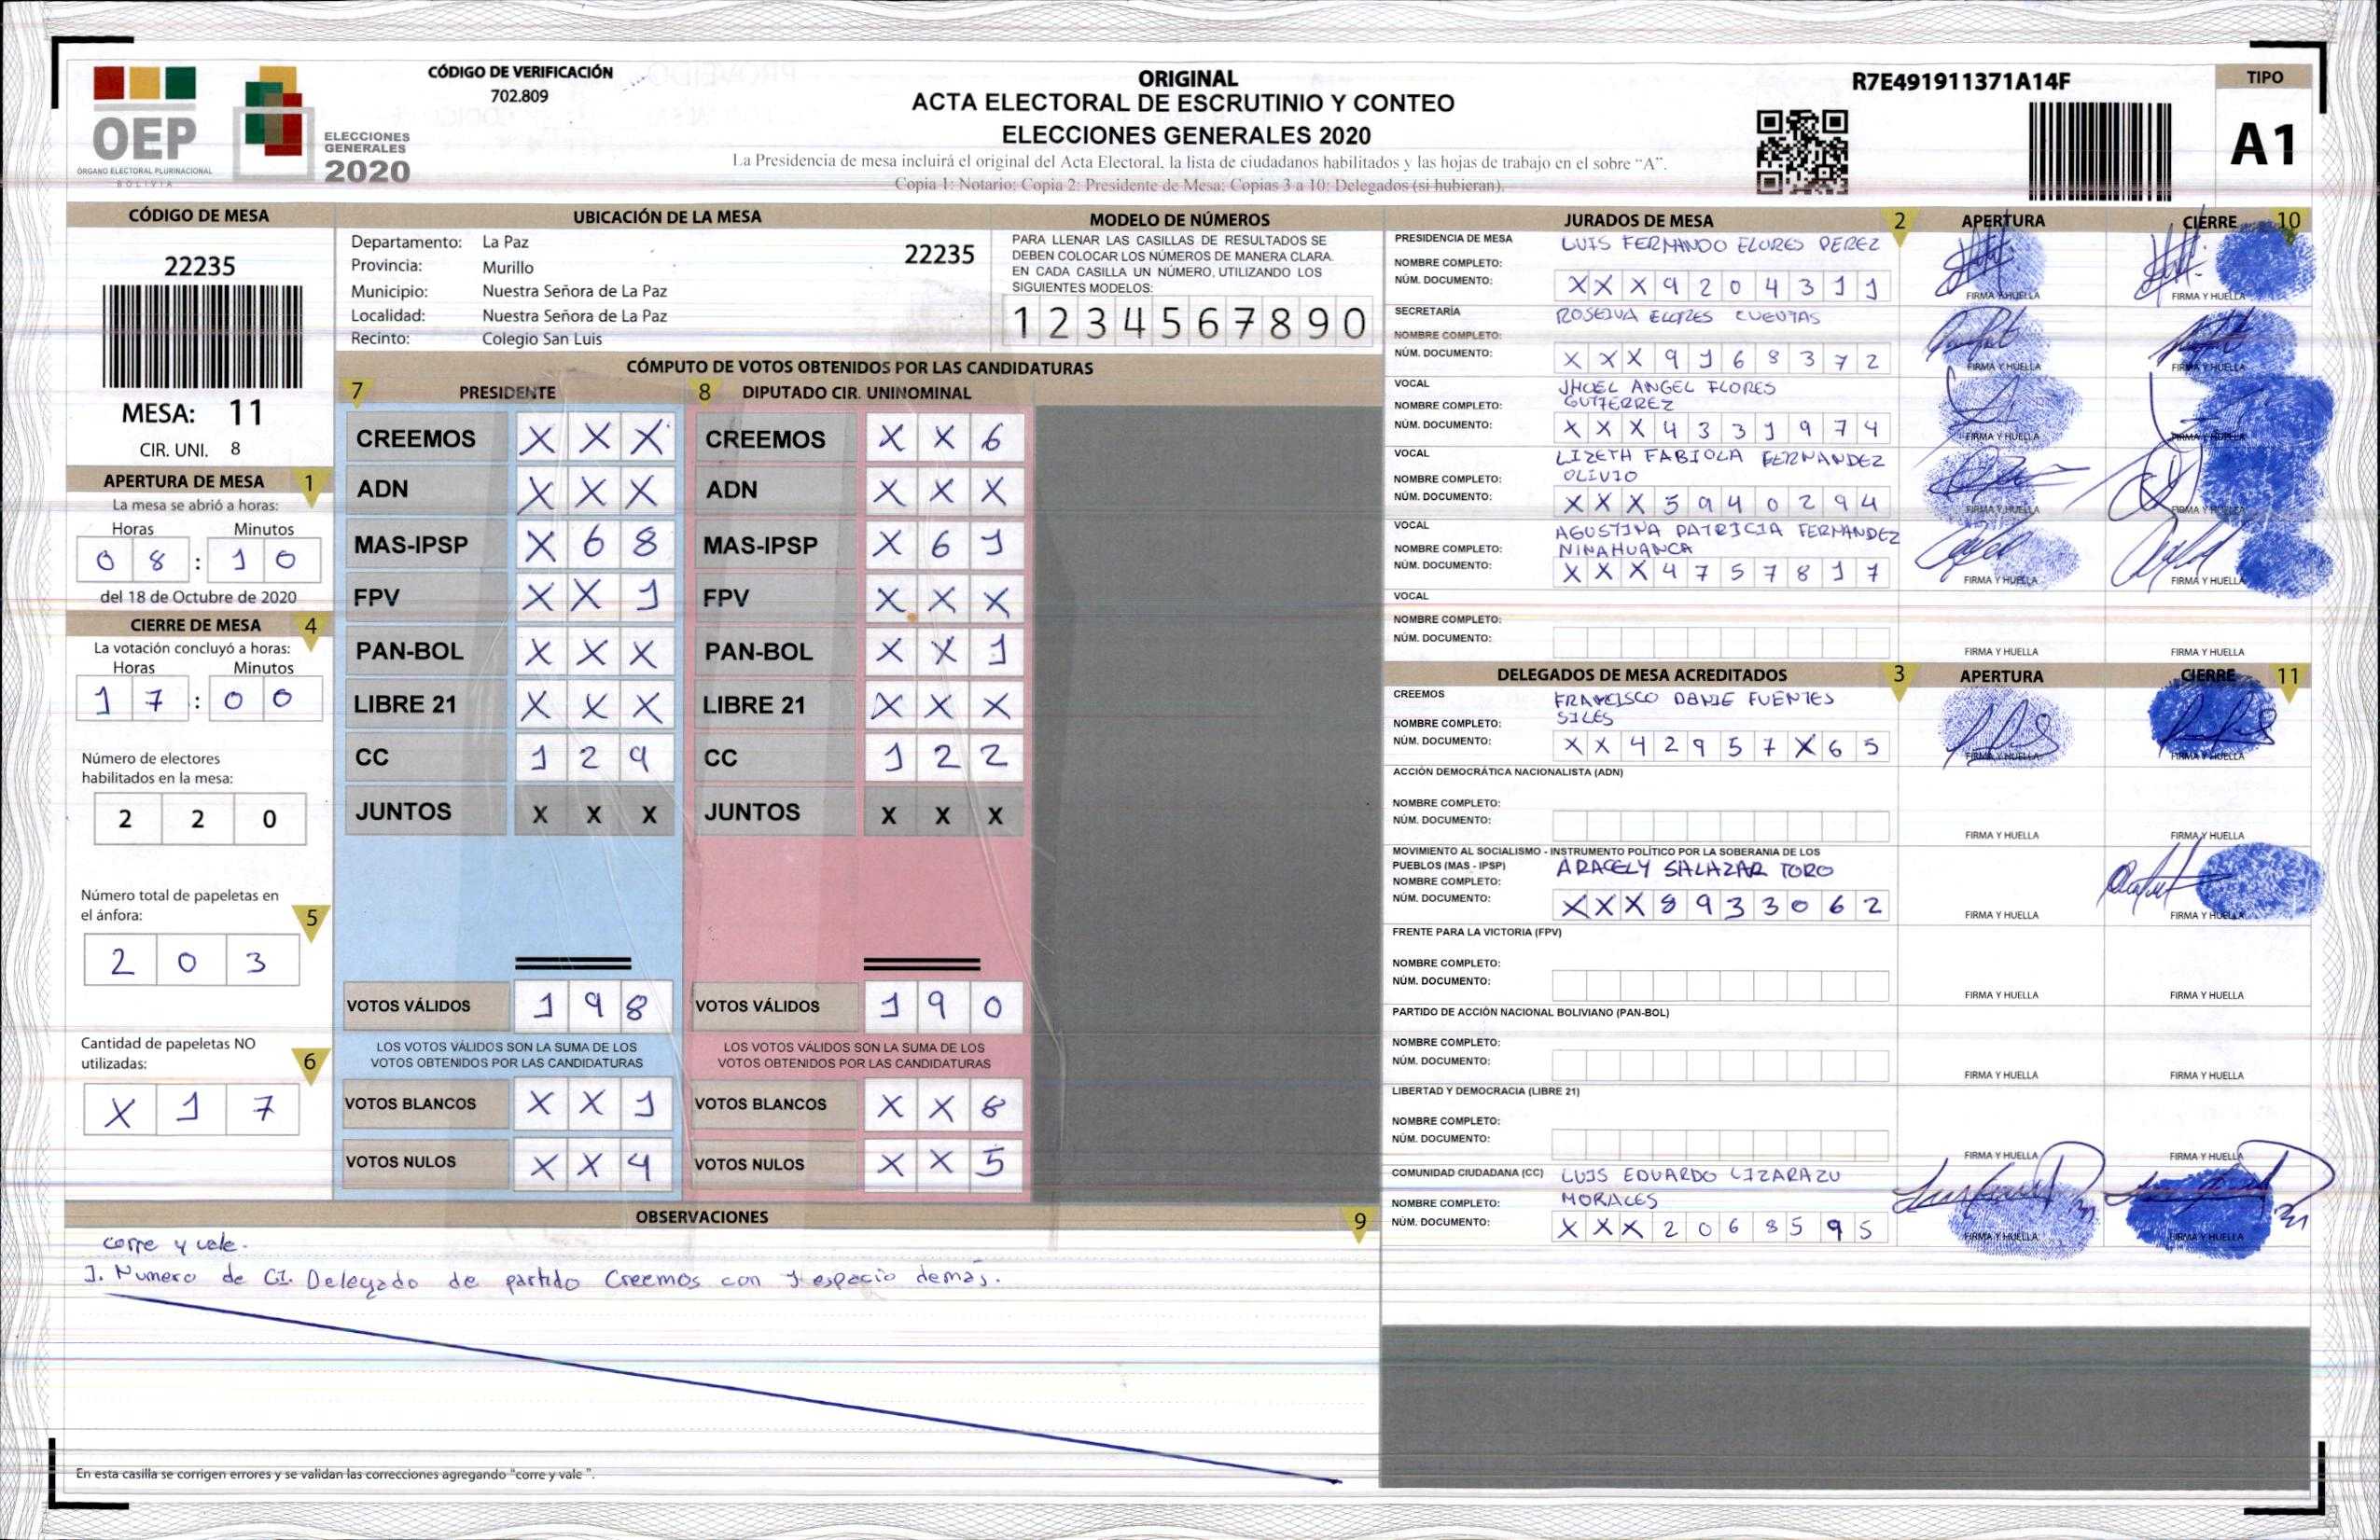 OEP
ÓRGANO ELECTORAL PLURINACIONAL
BOLIVIA
ELECCIONES
GENERALES
2020
CÓDIGO DE VERIFICACIÓN
702.809
ORIGINAL
ACTA ELECTORAL DE ESCRUTINIO Y CONTEO
ELECCIONES GENERALES 2020
La Presidencia de mesa incluirá el original del Acta Electoral, la lista de ciudadanos habilitados y las hojas de trabajo en el sobre “A”.
Copia 1: Notario; Copia 2: Presidente de Mesa; Copias 3 a 10: Delegados (si hubieran).
R7E491911371A14F
TIPO
A1
CÓDIGO DE MESA
22235
MESA: 11
CIR. UNI. 8
APERTURA DE MESA 1
La mesa se abrió a horas:
Horas Minutos
0 8 : 1 0
del 18 de Octubre de 2020
CIERRE DE MESA 4
La votación concluyó a horas:
Horas Minutos
1 7 : 0 0
Número de electores
habilitados en la mesa:
2 2 0
Número total de papeletas en
el ánfora: 5
2 0 3
Cantidad de papeletas NO
utilizadas: 6
X 1 7
UBICACIÓN DE LA MESA
Departamento: La Paz 22235
Provincia: Murillo
Municipio: Nuestra Señora de La Paz
Localidad: Nuestra Señora de La Paz
Recinto: Colegio San Luis
MODELO DE NÚMEROS
PARA LLENAR LAS CASILLAS DE RESULTADOS SE
DEBEN COLOCAR LOS NÚMEROS DE MANERA CLARA.
EN CADA CASILLA UN NÚMERO, UTILIZANDO LOS
SIGUIENTES MODELOS:
1 2 3 4 5 6 7 8 9 0
CÓMPUTO DE VOTOS OBTENIDOS POR LAS CANDIDATURAS
7 PRESIDENTE
CREEMOS X X X
ADN X X X
MAS-IPSP X 6 8
FPV X X 1
PAN-BOL X X X
LIBRE 21 X X X
CC 1 2 9
JUNTOS X X X
VOTOS VÁLIDOS 1 9 8
LOS VOTOS VÁLIDOS SON LA SUMA DE LOS
VOTOS OBTENIDOS POR LAS CANDIDATURAS
VOTOS BLANCOS X X 1
VOTOS NULOS X X 4
8 DIPUTADO CIR. UNINOMINAL
CREEMOS X X 6
ADN X X X
MAS-IPSP X 6 1
FPV X X X
PAN-BOL X X 1
LIBRE 21 X X X
CC 1 2 2
JUNTOS X X X
VOTOS VÁLIDOS 1 9 0
LOS VOTOS VÁLIDOS SON LA SUMA DE LOS
VOTOS OBTENIDOS POR LAS CANDIDATURAS
VOTOS BLANCOS X X 8
VOTOS NULOS X X 5
OBSERVACIONES 9
corre y vale.
1. Numero de CI. Delegado de partido Creemos con 1 espacio demás.
En esta casilla se corrigen errores y se validan las correcciones agregando "corre y vale ".
JURADOS DE MESA 2 APERTURA CIERRE 10
PRESIDENCIA DE MESA LUIS FERNANDO FLORES PEREZ
NOMBRE COMPLETO:
NÚM. DOCUMENTO: X X X 9 2 0 4 3 1 1 FIRMA Y HUELLA FIRMA Y HUELLA
SECRETARÍA ROSEIVA FLORES CUENTAS
NOMBRE COMPLETO:
NÚM. DOCUMENTO: X X X 9 1 6 8 3 7 2 FIRMA Y HUELLA FIRMA Y HUELLA
VOCAL JHOEL ANGEL FLORES
NOMBRE COMPLETO: GUTIERREZ
NÚM. DOCUMENTO: X X X 4 3 3 1 9 7 4 FIRMA Y HUELLA FIRMA Y HUELLA
VOCAL LIZETH FABIOLA FERNANDEZ
NOMBRE COMPLETO: OLIVIO
NÚM. DOCUMENTO: X X X 5 9 4 0 2 9 4 FIRMA Y HUELLA FIRMA Y HUELLA
VOCAL AGUSTINA PATRICIA FERNANDEZ
NOMBRE COMPLETO: NINAHUANCA
NÚM. DOCUMENTO: X X X 4 7 5 7 8 1 7 FIRMA Y HUELLA FIRMA Y HUELLA
VOCAL
NOMBRE COMPLETO:
NÚM. DOCUMENTO: FIRMA Y HUELLA FIRMA Y HUELLA
DELEGADOS DE MESA ACREDITADOS 3 APERTURA CIERRE 11
CREEMOS FRANCISCO DANIE FUENTES
NOMBRE COMPLETO: SILES
NÚM. DOCUMENTO: X X 4 2 9 5 7 X 6 5 FIRMA Y HUELLA FIRMA Y HUELLA
ACCIÓN DEMOCRÁTICA NACIONALISTA (ADN)
NOMBRE COMPLETO:
NÚM. DOCUMENTO: FIRMA Y HUELLA FIRMA Y HUELLA
MOVIMIENTO AL SOCIALISMO - INSTRUMENTO POLÍTICO POR LA SOBERANIA DE LOS
PUEBLOS (MAS - IPSP) ARACELY SALAZAR TORO
NOMBRE COMPLETO:
NÚM. DOCUMENTO: X X X 8 9 3 3 0 6 2 FIRMA Y HUELLA FIRMA Y HUELLA
FRENTE PARA LA VICTORIA (FPV)
NOMBRE COMPLETO:
NÚM. DOCUMENTO: FIRMA Y HUELLA FIRMA Y HUELLA
PARTIDO DE ACCIÓN NACIONAL BOLIVIANO (PAN-BOL)
NOMBRE COMPLETO:
NÚM. DOCUMENTO: FIRMA Y HUELLA FIRMA Y HUELLA
LIBERTAD Y DEMOCRACIA (LIBRE 21)
NOMBRE COMPLETO:
NÚM. DOCUMENTO: FIRMA Y HUELLA FIRMA Y HUELLA
COMUNIDAD CIUDADANA (CC) LUIS EDUARDO LIZARAZU
NOMBRE COMPLETO: MORALES
NÚM. DOCUMENTO: X X X 2 0 6 8 5 9 5 FIRMA Y HUELLA FIRMA Y HUELLA